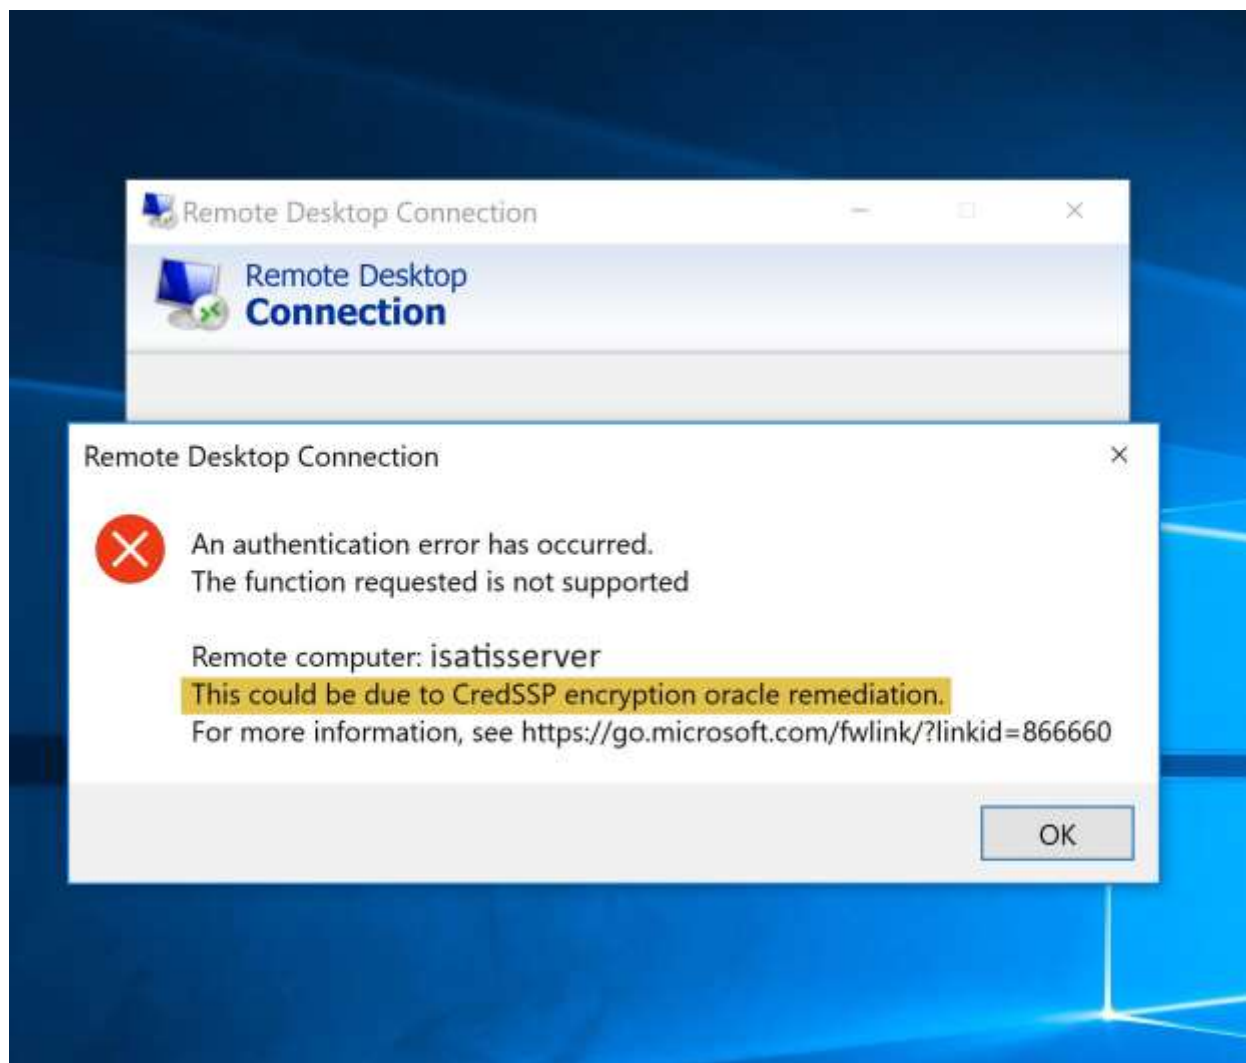 Remote Desktop Connection
Remote Desktop
Connection
Remote Desktop Connection
An authentication error has occurred.
The function requested is not supported
Remote computer: isatisserver
This could be due to CredSSP encryption oracle remediation.
For more information, see https://go.microsoft.com/fwlink/?linkid=866660
OK